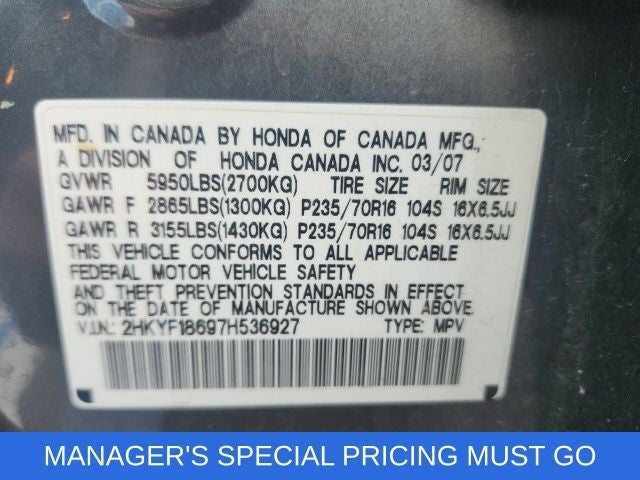 MFD. IN CANADA BY HONDA OF CANADA MFG.,
A DIVISION OF HONDA CANADA INC. 03/07
GVWR 5950LBS(2700KG) TIRE SIZE RIM SIZE
GAWR F 2865LBS(1300KG) P235/70R16 104S 16X6.5JJ
GAWR R 3155LBS(1430KG) P235/70R16 104S 16X6.5JJ
THIS VEHICLE CONFORMS TO ALL APPLICABLE
FEDERAL MOTOR VEHICLE SAFETY
AND THEFT PREVENTION STANDARDS IN EFFECT
ON THE DATE OF MANUFACTURE SHOWN ABOVE.
V.I.N.: 2HKYF18697H536927 TYPE: MPV
MANAGER'S SPECIAL PRICING MUST GO